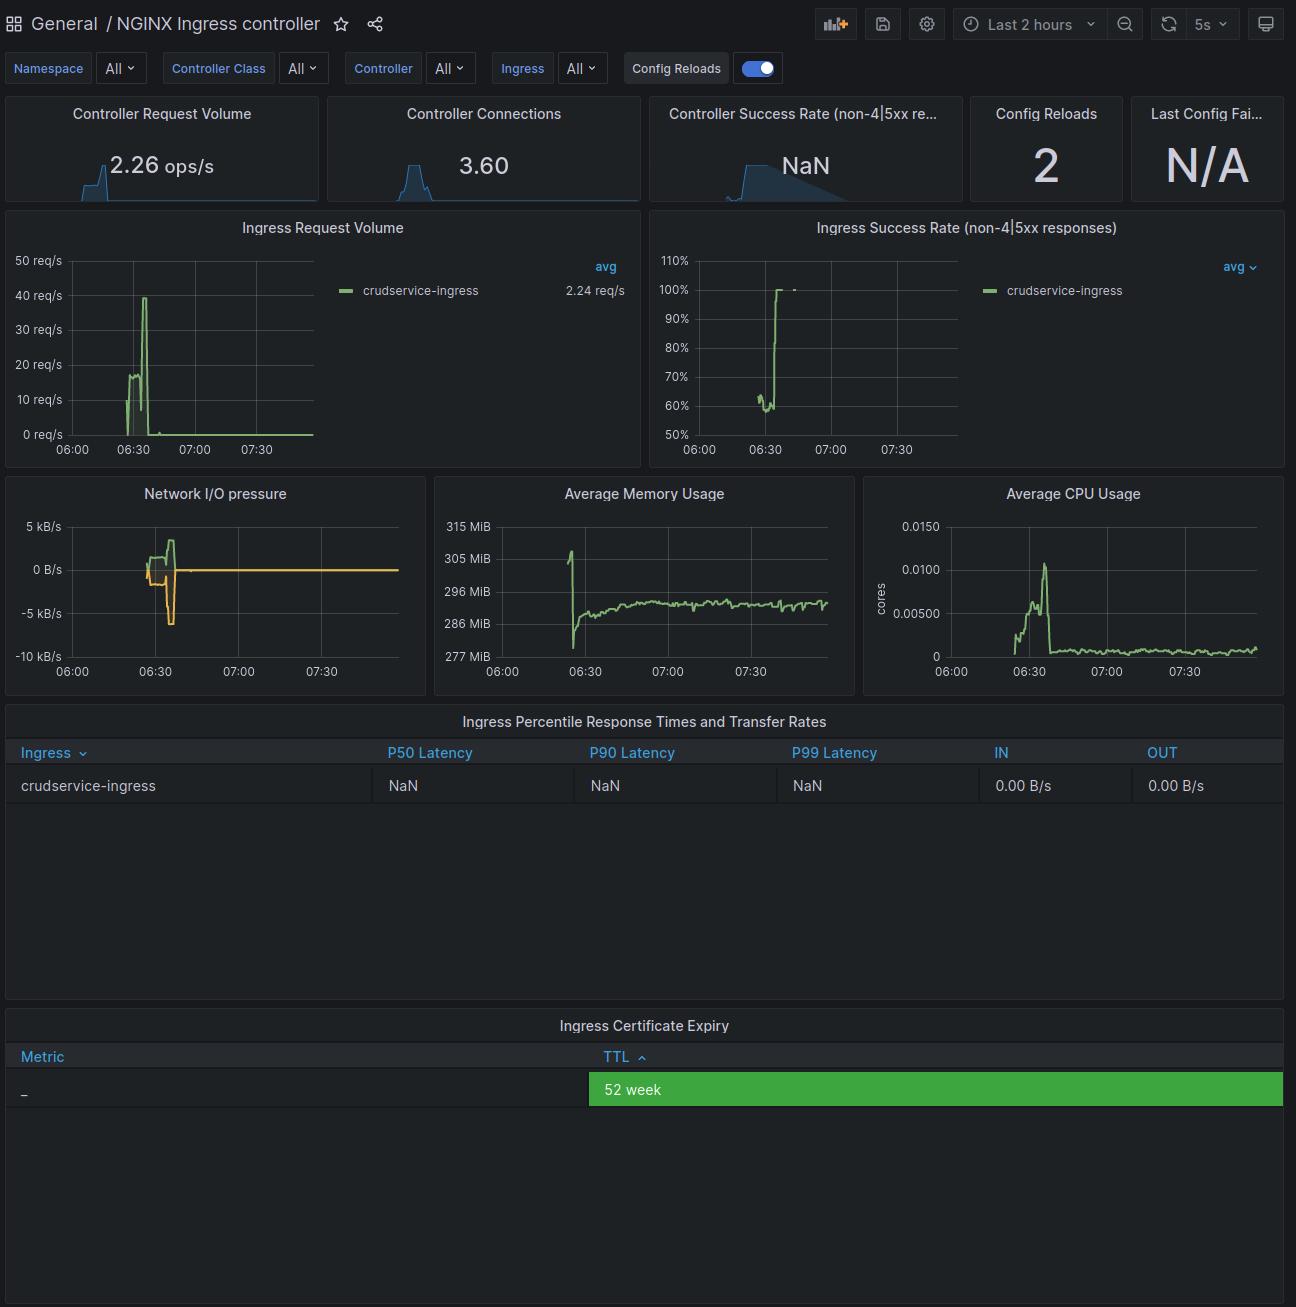 General / NGINX Ingress controller
Last 2 hours
5s
Namespace All Controller Class All Controller All Ingress All Config Reloads
Controller Request Volume
2.26 ops/s
Controller Connections
3.60
Controller Success Rate (non-4|5xx re...
NaN
Config Reloads
2
Last Config Fai...
N/A
Ingress Request Volume
50 req/s
40 req/s
30 req/s
20 req/s
10 req/s
0 req/s
06:00 06:30 07:00 07:30
avg
crudservice-ingress 2.24 req/s
Ingress Success Rate (non-4|5xx responses)
110%
100%
90%
80%
70%
60%
50%
06:00 06:30 07:00 07:30
avg
crudservice-ingress
Network I/O pressure
5 kB/s
0 B/s
-5 kB/s
-10 kB/s
06:00 06:30 07:00 07:30
Average Memory Usage
315 MiB
305 MiB
296 MiB
286 MiB
277 MiB
06:00 06:30 07:00 07:30
Average CPU Usage
cores
0.0150
0.0100
0.00500
0
06:00 06:30 07:00 07:30
Ingress Percentile Response Times and Transfer Rates
Ingress P50 Latency P90 Latency P99 Latency IN OUT
crudservice-ingress NaN NaN NaN 0.00 B/s 0.00 B/s
Ingress Certificate Expiry
Metric TTL
_ 52 week